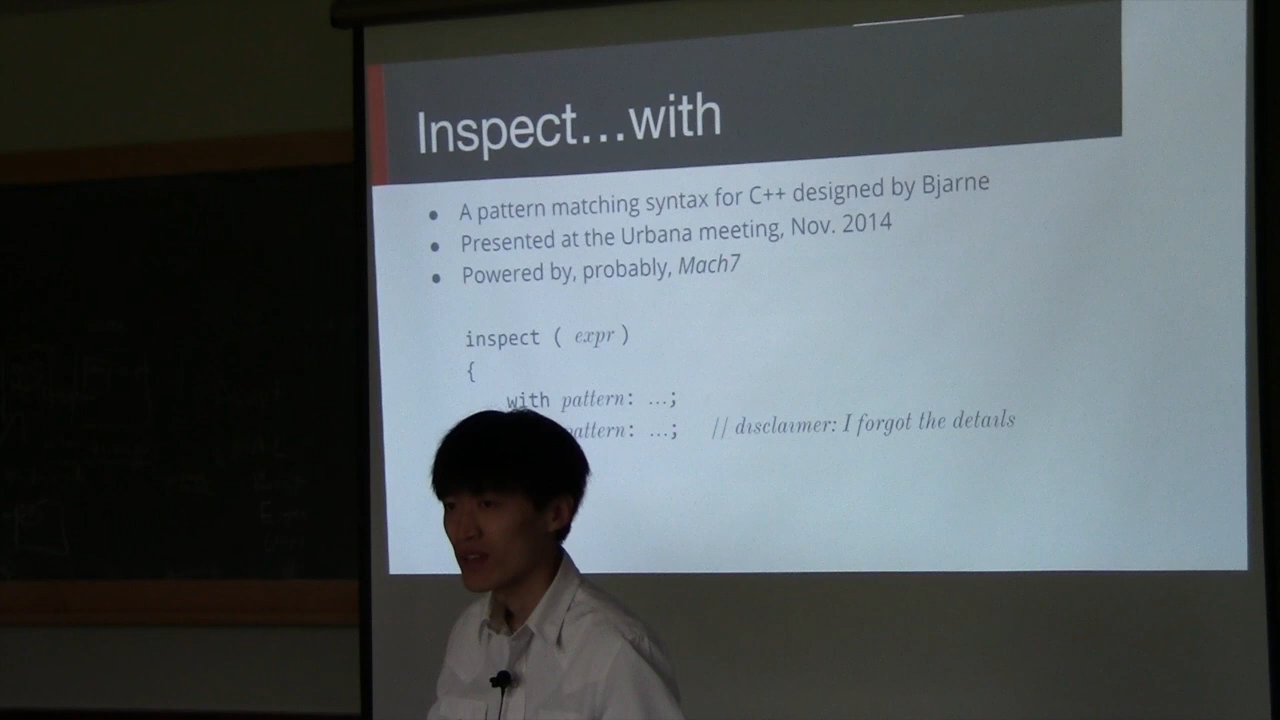 Inspect...with
● A pattern matching syntax for C++ designed by Bjarne
● Presented at the Urbana meeting, Nov. 2014
● Powered by, probably, Mach7
inspect ( expr )
{
with pattern: ...;
pattern: ...; // disclaimer: I forgot the details